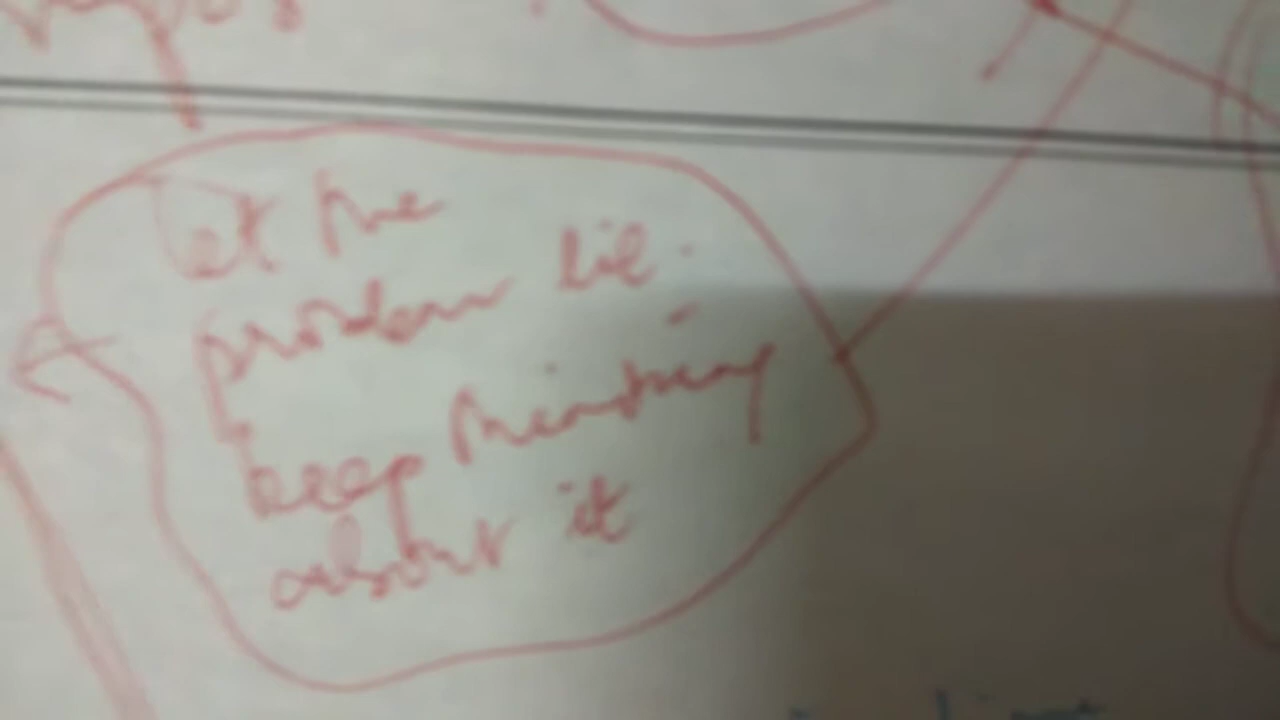 let the
problem lie.
keep thinking
about it